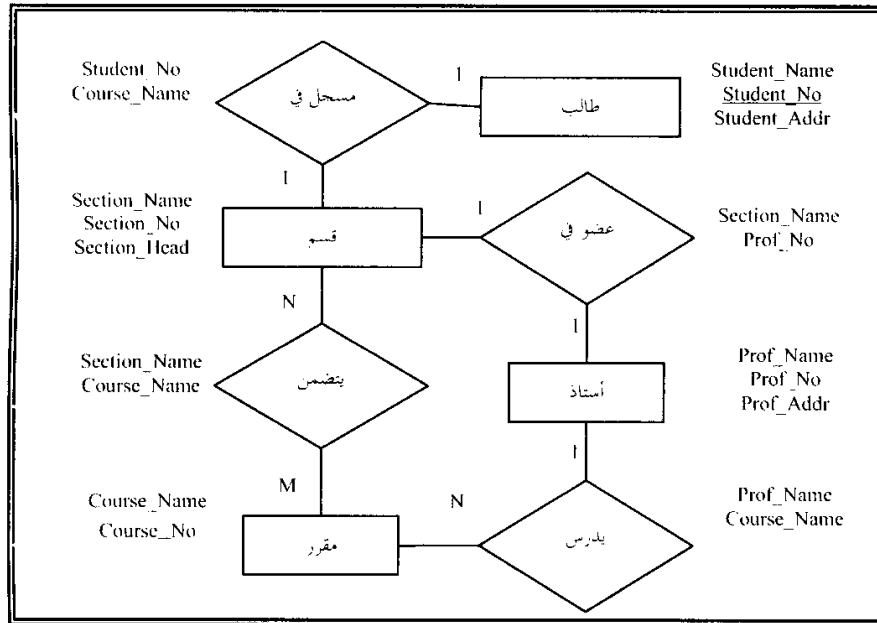 Student_No
Course_Name
مسجل في
1
طالب
Student_Name
Student_No
Student_Addr
1
Section_Name
Section_No
Section_Head
قسم
1
عضو في
Section_Name
Prof_No
N
1
Section_Name
Course_Name
يتضمن
أستاذ
Prof_Name
Prof_No
Prof_Addr
1
M
N
Course_Name
Course_No
مقرر
يدرس
Prof_Name
Course_Name